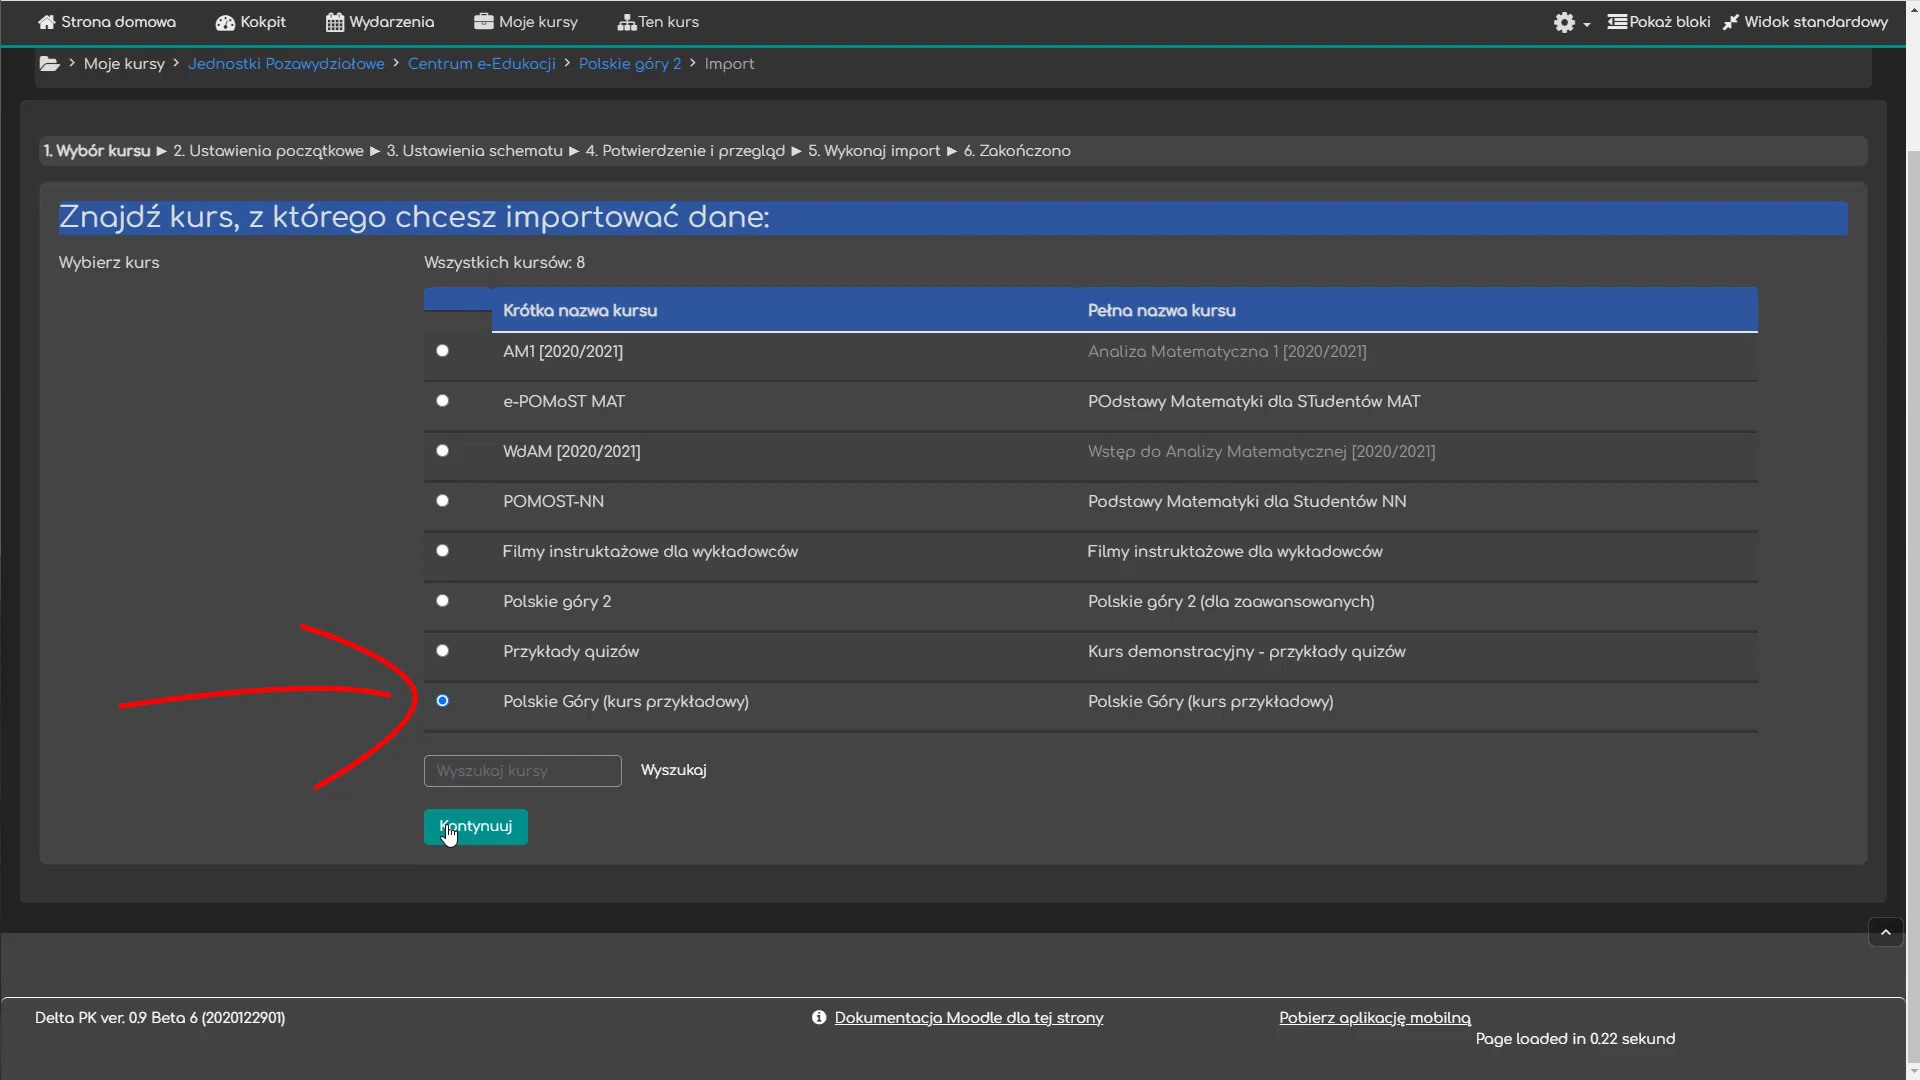 Strona domowa Kokpit Wydarzenia Moje kursy Ten kurs Pokaż bloki Widok standardowy
Moje kursy Jednostki Pozawydziałowe Centrum e-Edukacji Polskie góry 2 Import
1. Wybór kursu ► 2. Ustawienia początkowe ► 3. Ustawienia schematu ► 4. Potwierdzenie i przegląd ► 5. Wykonaj import ► 6. Zakończono
Znajdź kurs, z którego chcesz importować dane:
Wybierz kurs Wszystkich kursów: 8
Krótka nazwa kursu Pełna nazwa kursu
AM1 [2020/2021] Analiza Matematyczna 1 [2020/2021]
e-POMoST MAT POdstawy Matematyki dla STudentów MAT
WdAM [2020/2021] Wstęp do Analizy Matematycznej [2020/2021]
POMOST-NN Podstawy Matematyki dla Studentów NN
Filmy instruktażowe dla wykładowców Filmy instruktażowe dla wykładowców
Polskie góry 2 Polskie góry 2 (dla zaawansowanych)
Przykłady quizów Kurs demonstracyjny - przykłady quizów
Polskie Góry (kurs przykładowy) Polskie Góry (kurs przykładowy)
Wyszukaj kursy Wyszukaj
Kontynuuj
Delta PK ver. 0.9 Beta 6 (2020122901) Dokumentacja Moodle dla tej strony Pobierz aplikację mobilną
Page loaded in 0.22 sekund